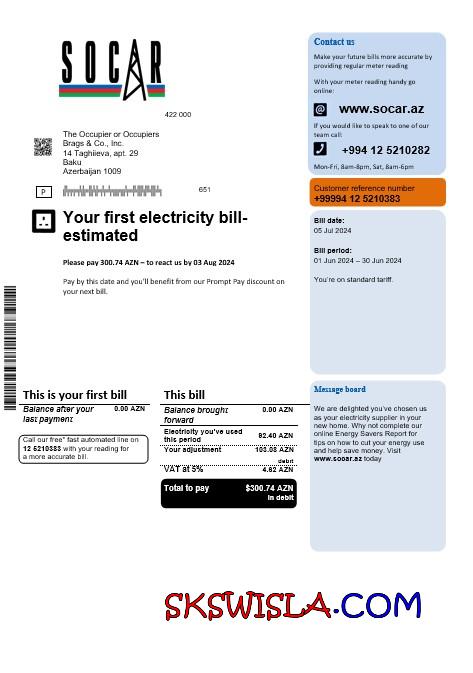 SOCAR
422 000
The Occupier or Occupiers
Brags & Co., Inc.
14 Taghiieva, apt. 29
Baku
Azerbaijan 1009
P
651
Your first electricity bill-
estimated
Please pay 300.74 AZN – to react us by 03 Aug 2024
Pay by this date and you'll benefit from our Prompt Pay discount on
your next bill.
Contact us
Make your future bills more accurate by
providing regular meter reading
With your meter reading handy go
online:
@ www.socar.az
If you would like to speak to one of our
team call:
+994 12 5210282
Mon-Fri, 8am-8pm, Sat, 8am-6pm
Customer reference number
+99994 12 5210383
Bill date:
05 Jul 2024
Bill period:
01 Jun 2024 – 30 Jun 2024
You're on standard tariff.
This is your first bill
Balance after your 0.00 AZN
last payment
Call our free* fast automated line on
12 5210383 with your reading for
a more accurate bill.
This bill
Balance brought 0.00 AZN
forward
Electricity you've used
this period 92.40 AZN
Your adjustment 103.08 AZN
debit
VAT at 5% 4.62 AZN
Total to pay $300.74 AZN
in debit
Message board
We are delighted you've chosen us
as your electricity supplier in your
new home. Why not complete our
online Energy Savers Report for
tips on how to cut your energy use
and help save money. Visit
www.socar.az today
SKSWISLA.COM